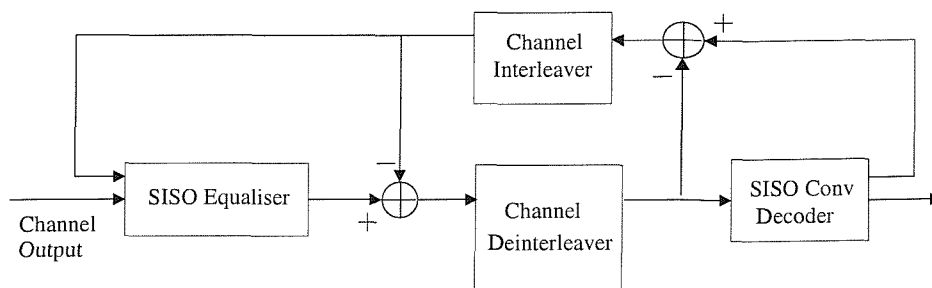 Channel
Interleaver
+
−
SISO Equaliser
−
+
Channel
Deinterleaver
SISO Conv
Decoder
Channel
Output